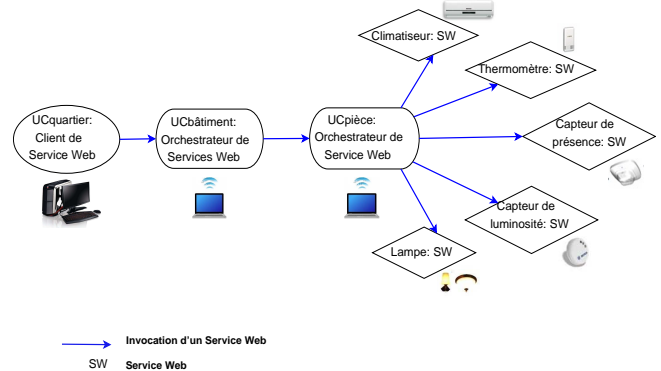 Climatiseur: SW
Thermomètre: SW
UCquartier:
Client de
Service Web
UCbâtiment:
Orchestrateur de
Services Web
UCpièce:
Orchestrateur de
Service Web
Capteur de
présence: SW
Capteur de
luminosité: SW
Lampe: SW
Invocation d'un Service Web
SW Service Web